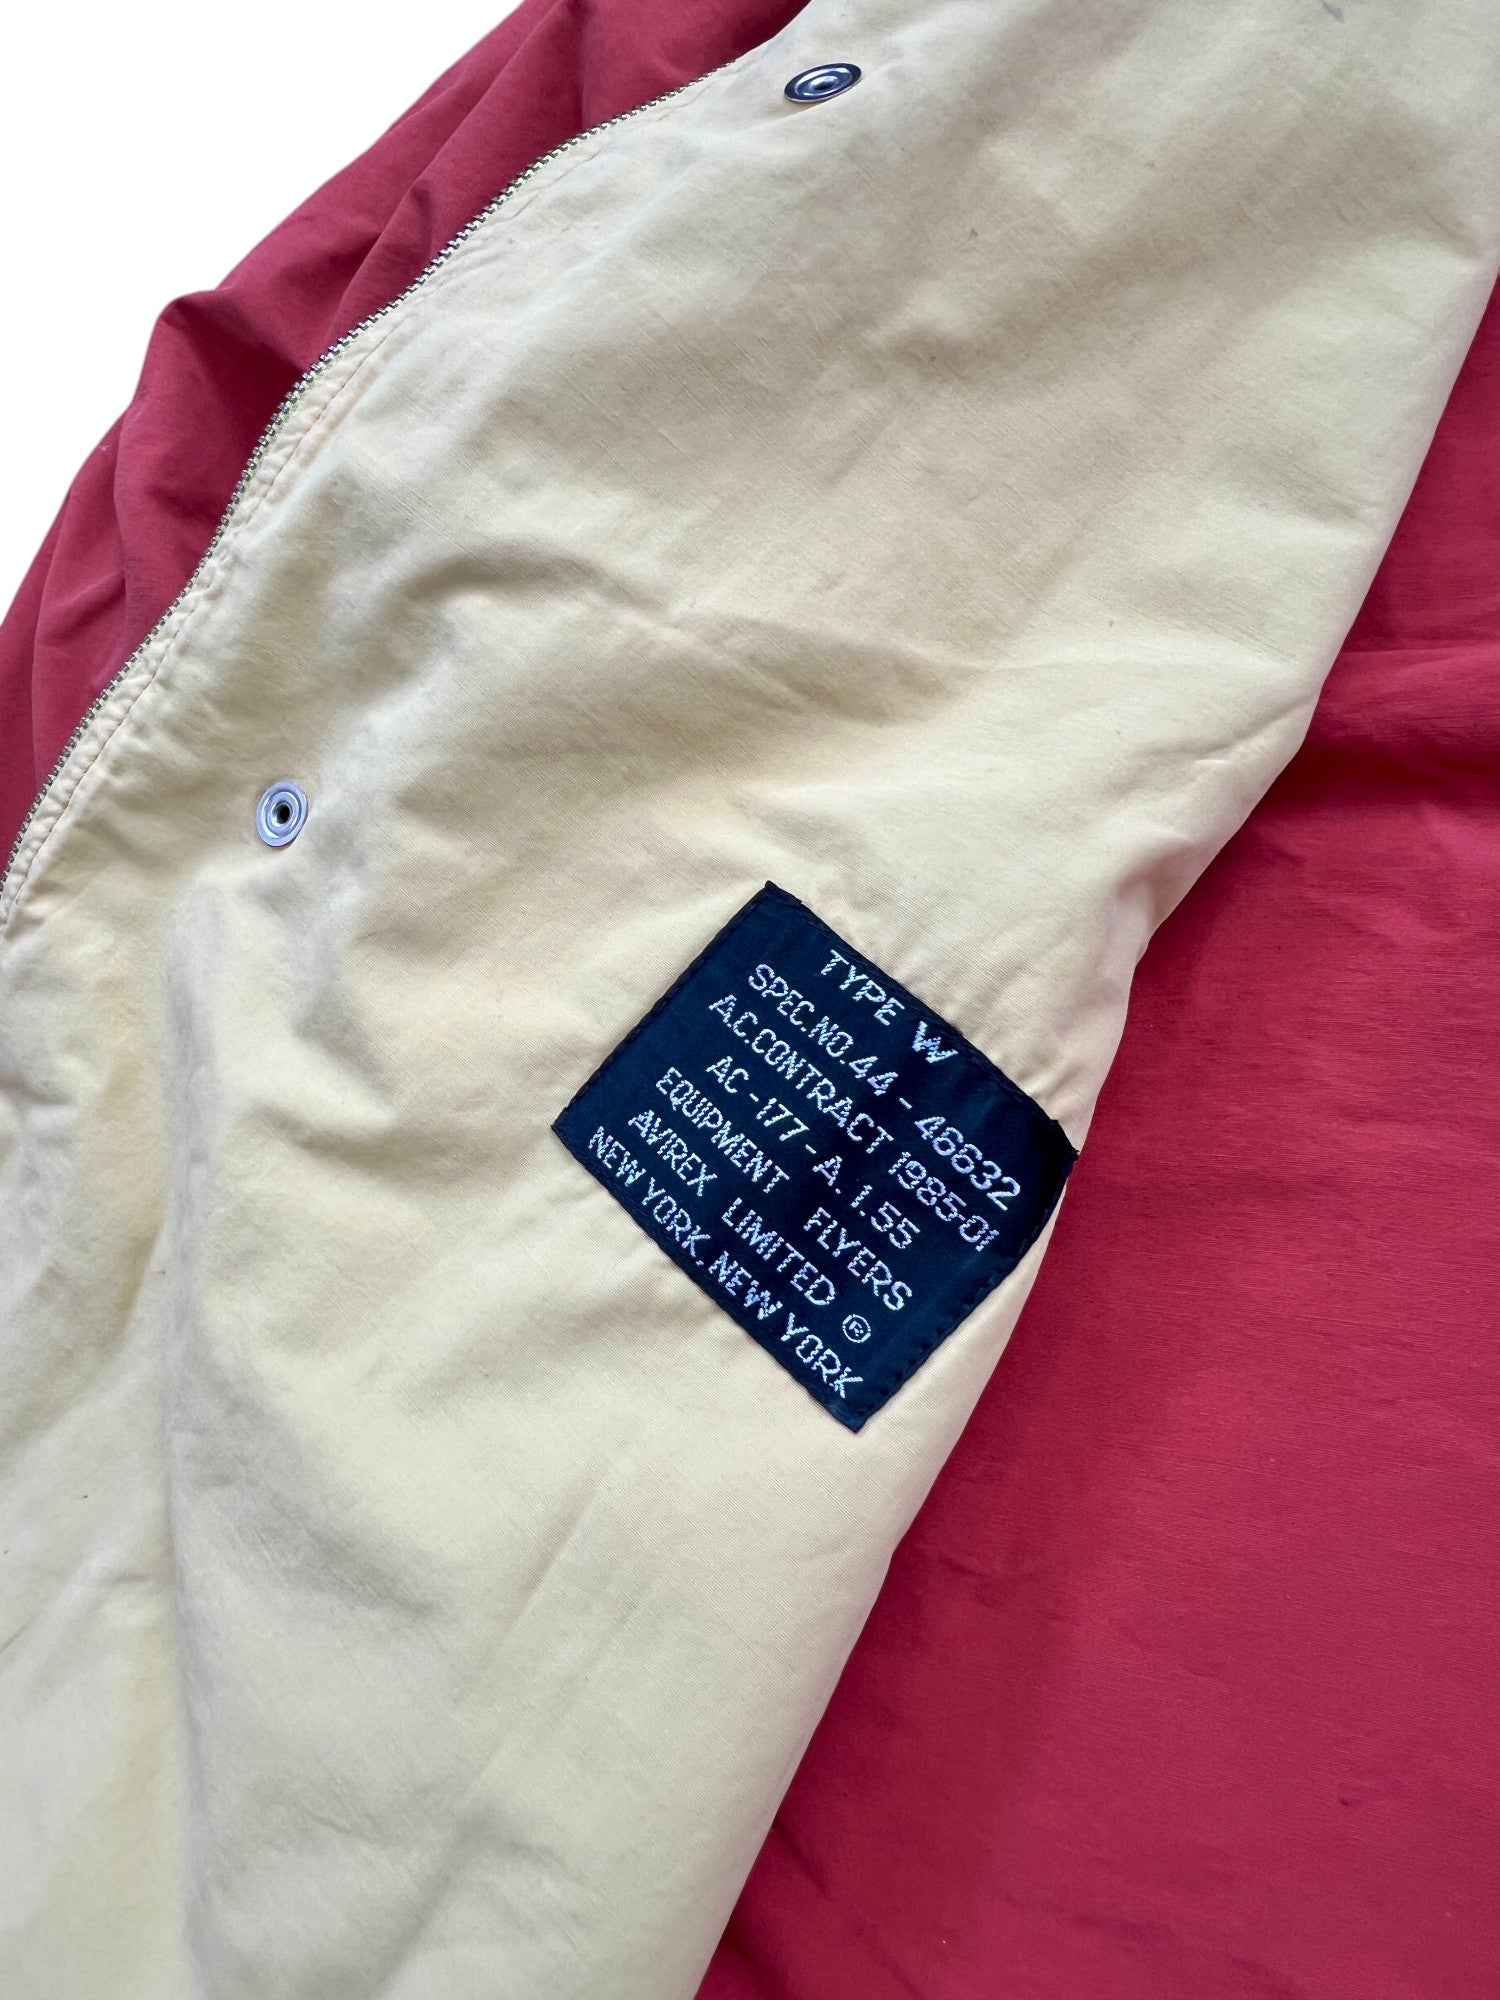 TYPE W
SPEC.NO.44 - 46632
A.C.CONTRACT 1985-01
AC - 177 - A. 1.55
EQUIPMENT FLYERS
AVIREX LIMITED ®
NEW YORK, NEW YORK